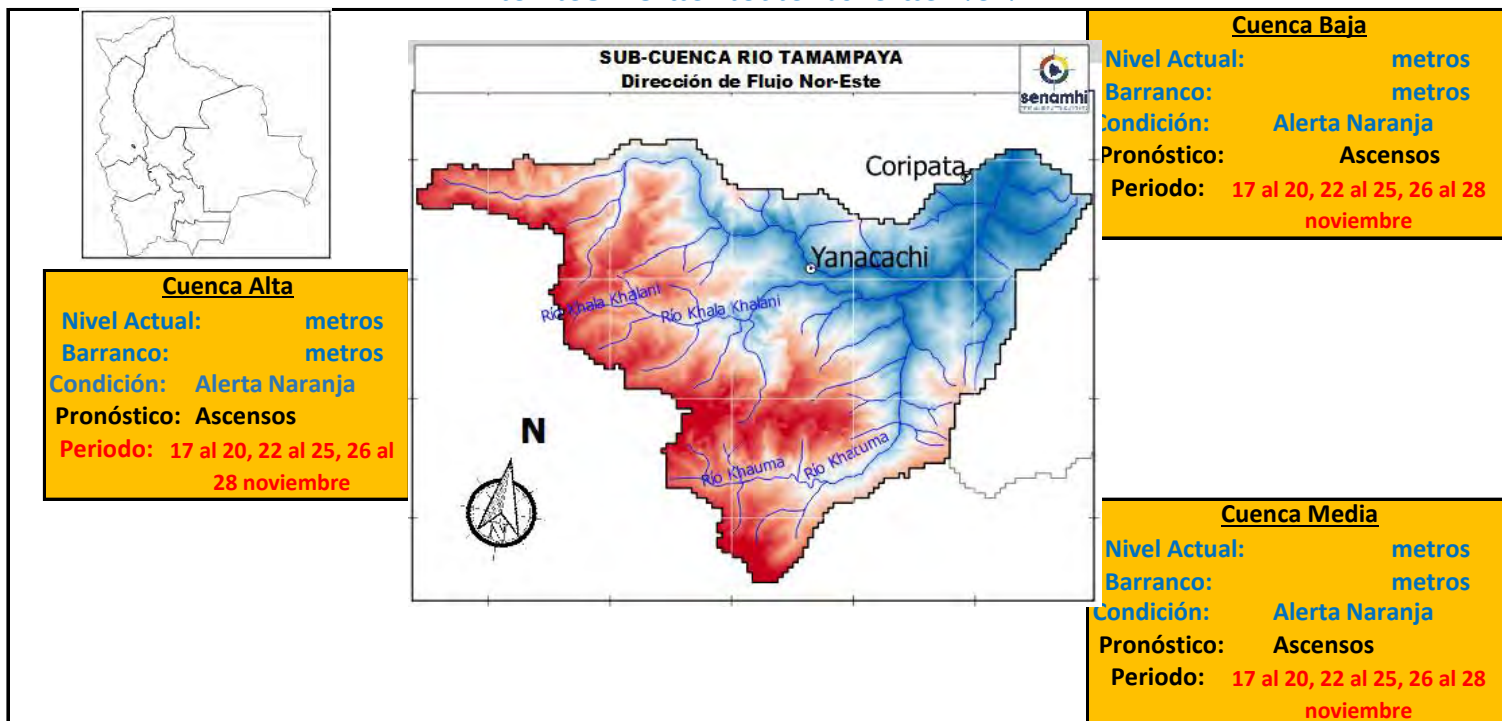 SUB-CUENCA RIO TAMAMPAYA
Dirección de Flujo Nor-Este
senamhi
Cuenca Baja
Nivel Actual: metros
Barranco: metros
Condición: Alerta Naranja
Pronóstico: Ascensos
Periodo: 17 al 20, 22 al 25, 26 al 28
noviembre
Coripata
Yanacachi
Río Khala Khalani
Río Khala Khalani
Río Khauma
Río Khatuma
N
Cuenca Alta
Nivel Actual: metros
Barranco: metros
Condición: Alerta Naranja
Pronóstico: Ascensos
Periodo: 17 al 20, 22 al 25, 26 al
28 noviembre
Cuenca Media
Nivel Actual: metros
Barranco: metros
Condición: Alerta Naranja
Pronóstico: Ascensos
Periodo: 17 al 20, 22 al 25, 26 al 28
noviembre